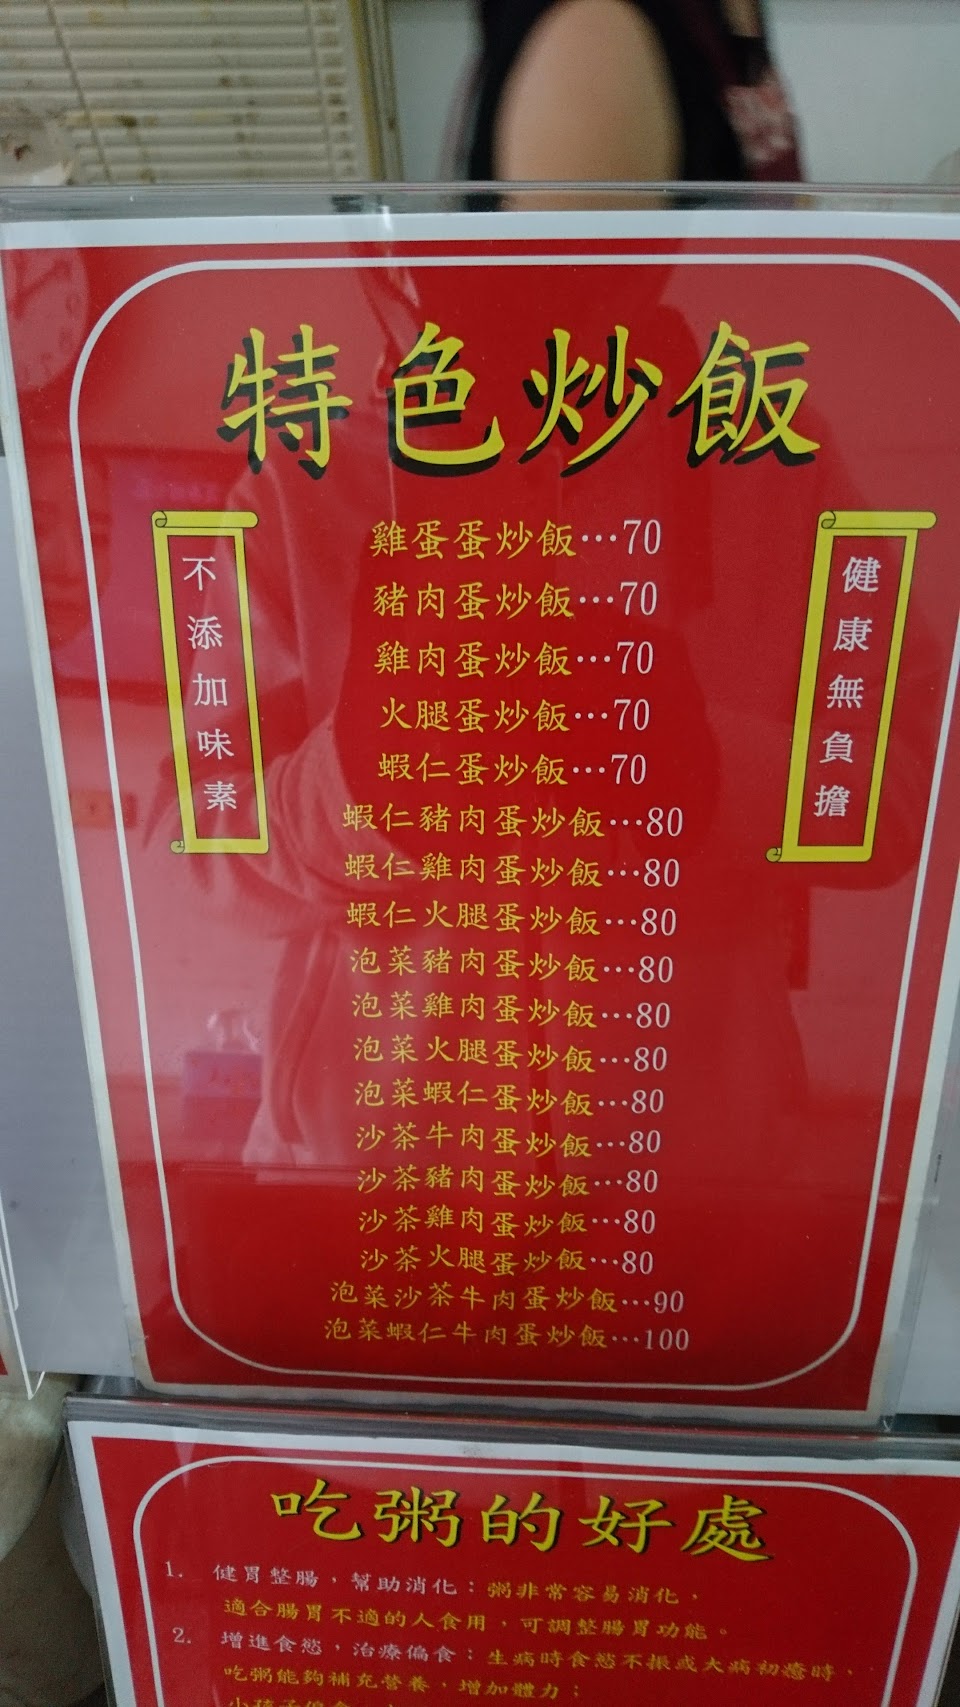 特色炒飯
不添加味素
健康無負擔
雞蛋蛋炒飯…70
豬肉蛋炒飯…70
雞肉蛋炒飯…70
火腿蛋炒飯…70
蝦仁蛋炒飯…70
蝦仁豬肉蛋炒飯…80
蝦仁雞肉蛋炒飯…80
蝦仁火腿蛋炒飯…80
泡菜豬肉蛋炒飯…80
泡菜雞肉蛋炒飯…80
泡菜火腿蛋炒飯…80
泡菜蝦仁蛋炒飯…80
沙茶牛肉蛋炒飯…80
沙茶豬肉蛋炒飯…80
沙茶雞肉蛋炒飯…80
沙茶火腿蛋炒飯…80
泡菜沙茶牛肉蛋炒飯…90
泡菜蝦仁牛肉蛋炒飯…100
吃粥的好處
1. 健胃整腸，幫助消化：粥非常容易消化，
適合腸胃不適的人食用，可調整腸胃功能。
2. 增進食慾，治療偏食：生病時食慾不振或大病初癒時，
吃粥能夠補充營養，增加體力；
小孩子偏食